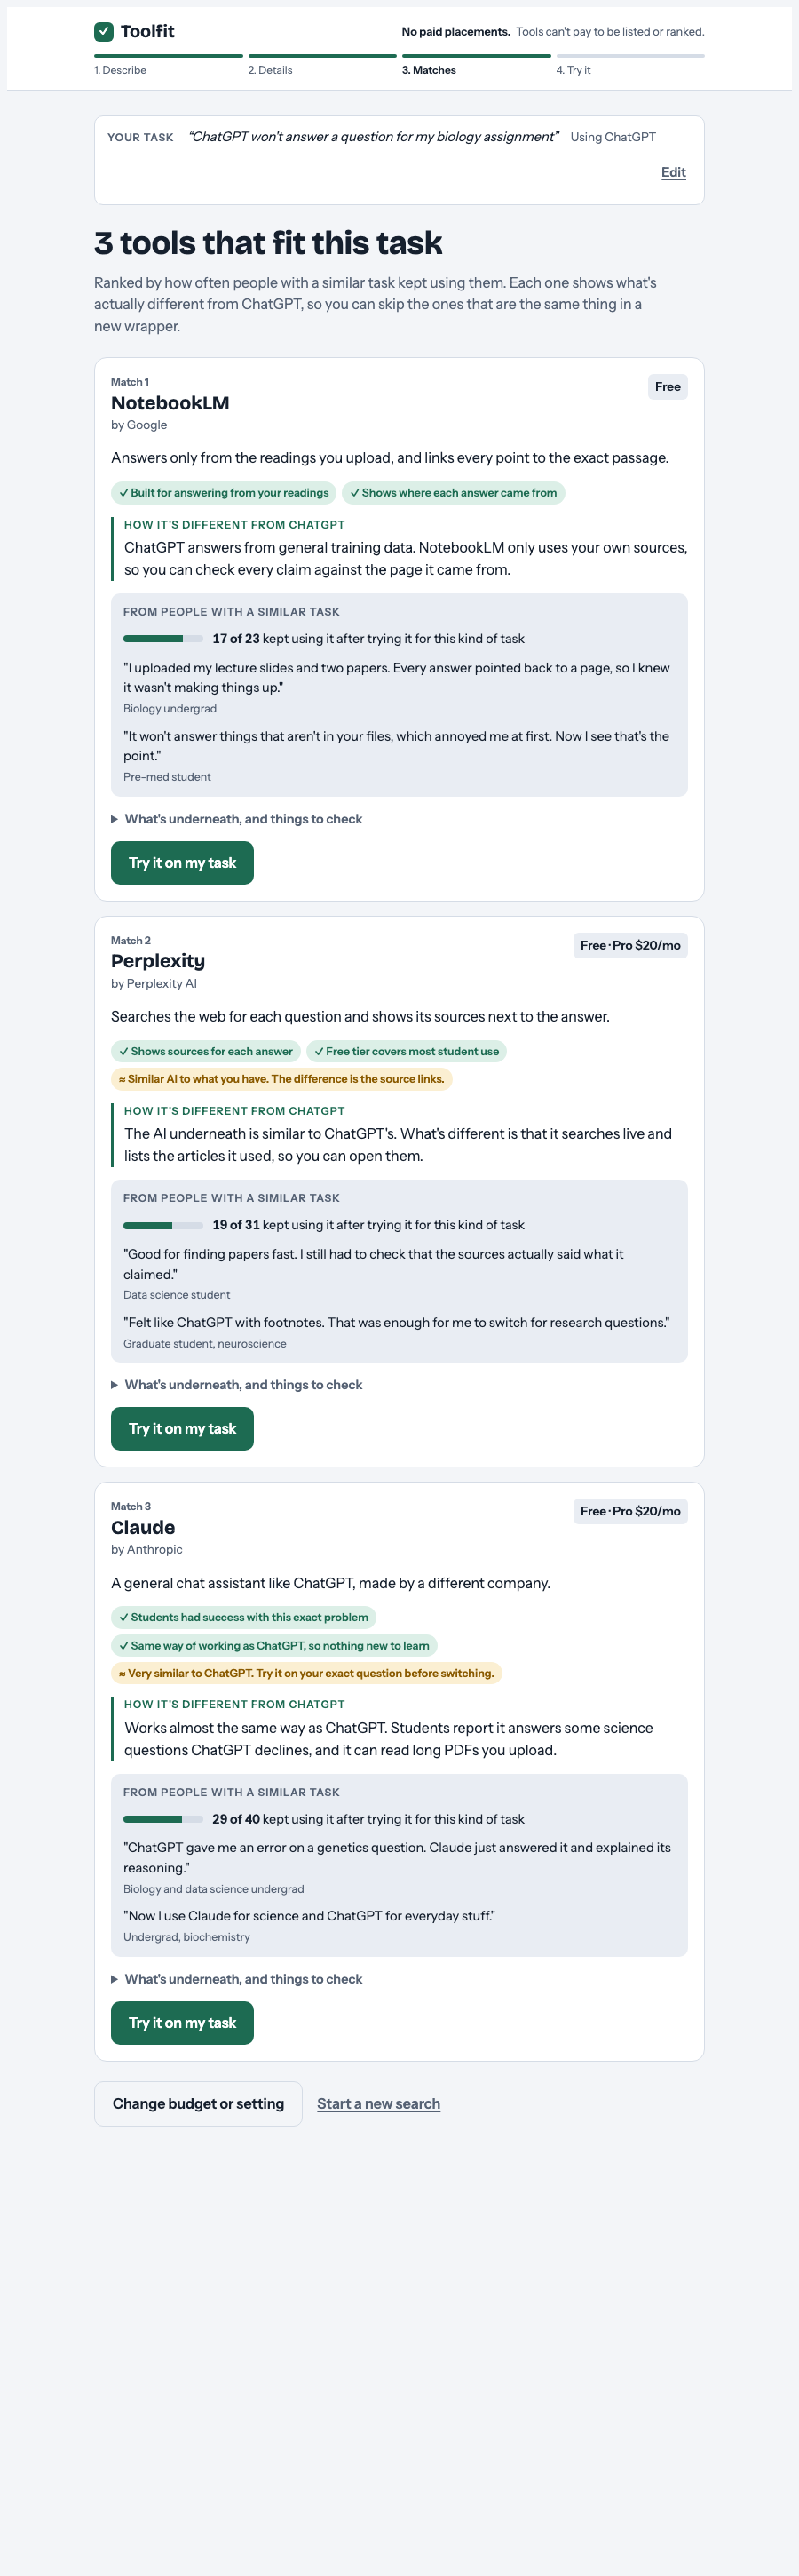 Toolfit
No paid placements. Tools can't pay to be listed or ranked.
1. Describe
2. Details
3. Matches
4. Try it
YOUR TASK “ChatGPT won’t answer a question for my biology assignment” Using ChatGPT
Edit
3 tools that fit this task
Ranked by how often people with a similar task kept using them. Each one shows what's
actually different from ChatGPT, so you can skip the ones that are the same thing in a
new wrapper.
Match 1
Free
NotebookLM
by Google
Answers only from the readings you upload, and links every point to the exact passage.
✓ Built for answering from your readings
✓ Shows where each answer came from
HOW IT'S DIFFERENT FROM CHATGPT
ChatGPT answers from general training data. NotebookLM only uses your own sources,
so you can check every claim against the page it came from.
FROM PEOPLE WITH A SIMILAR TASK
17 of 23 kept using it after trying it for this kind of task
"I uploaded my lecture slides and two papers. Every answer pointed back to a page, so I knew
it wasn't making things up."
Biology undergrad
"It won't answer things that aren't in your files, which annoyed me at first. Now I see that's the
point."
Pre-med student
▶ What's underneath, and things to check
Try it on my task
Match 2
Free · Pro $20/mo
Perplexity
by Perplexity AI
Searches the web for each question and shows its sources next to the answer.
✓ Shows sources for each answer
✓ Free tier covers most student use
≈ Similar AI to what you have. The difference is the source links.
HOW IT'S DIFFERENT FROM CHATGPT
The AI underneath is similar to ChatGPT's. What's different is that it searches live and
lists the articles it used, so you can open them.
FROM PEOPLE WITH A SIMILAR TASK
19 of 31 kept using it after trying it for this kind of task
"Good for finding papers fast. I still had to check that the sources actually said what it
claimed."
Data science student
"Felt like ChatGPT with footnotes. That was enough for me to switch for research questions."
Graduate student, neuroscience
▶ What's underneath, and things to check
Try it on my task
Match 3
Free · Pro $20/mo
Claude
by Anthropic
A general chat assistant like ChatGPT, made by a different company.
✓ Students had success with this exact problem
✓ Same way of working as ChatGPT, so nothing new to learn
≈ Very similar to ChatGPT. Try it on your exact question before switching.
HOW IT'S DIFFERENT FROM CHATGPT
Works almost the same way as ChatGPT. Students report it answers some science
questions ChatGPT declines, and it can read long PDFs you upload.
FROM PEOPLE WITH A SIMILAR TASK
29 of 40 kept using it after trying it for this kind of task
"ChatGPT gave me an error on a genetics question. Claude just answered it and explained its
reasoning."
Biology and data science undergrad
"Now I use Claude for science and ChatGPT for everyday stuff."
Undergrad, biochemistry
▶ What's underneath, and things to check
Try it on my task
Change budget or setting
Start a new search